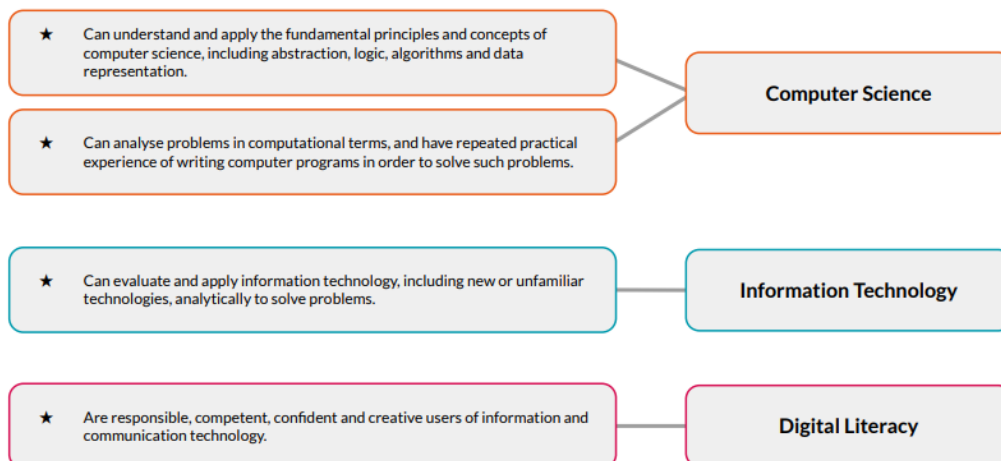 ★ Can understand and apply the fundamental principles and concepts of
computer science, including abstraction, logic, algorithms and data
representation.
★ Can analyse problems in computational terms, and have repeated practical
experience of writing computer programs in order to solve such problems.
Computer Science
★ Can evaluate and apply information technology, including new or unfamiliar
technologies, analytically to solve problems.
Information Technology
★ Are responsible, competent, confident and creative users of information and
communication technology.
Digital Literacy